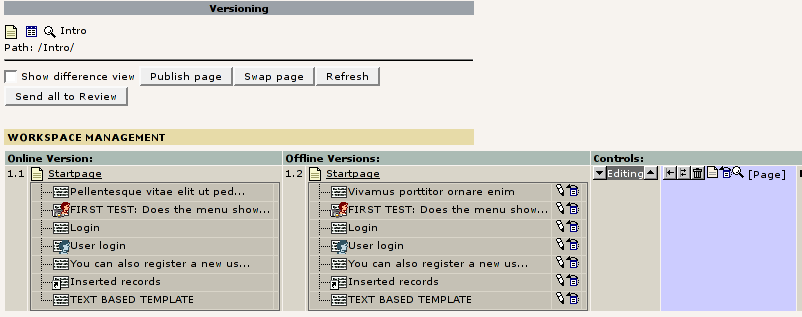 Versioning
Intro
Path: /Intro/
Show difference view Publish page Swap page Refresh
Send all to Review
WORKSPACE MANAGEMENT
Online Version: Offline Versions: Controls:
1.1 Startpage 1.2 Startpage Editing [Page]
Pellentesque vitae elit ut ped... Vivamus porttitor ornare enim
FIRST TEST: Does the menu show... FIRST TEST: Does the menu show...
Login Login
User login User login
You can also register a new us... You can also register a new us...
Inserted records Inserted records
TEXT BASED TEMPLATE TEXT BASED TEMPLATE